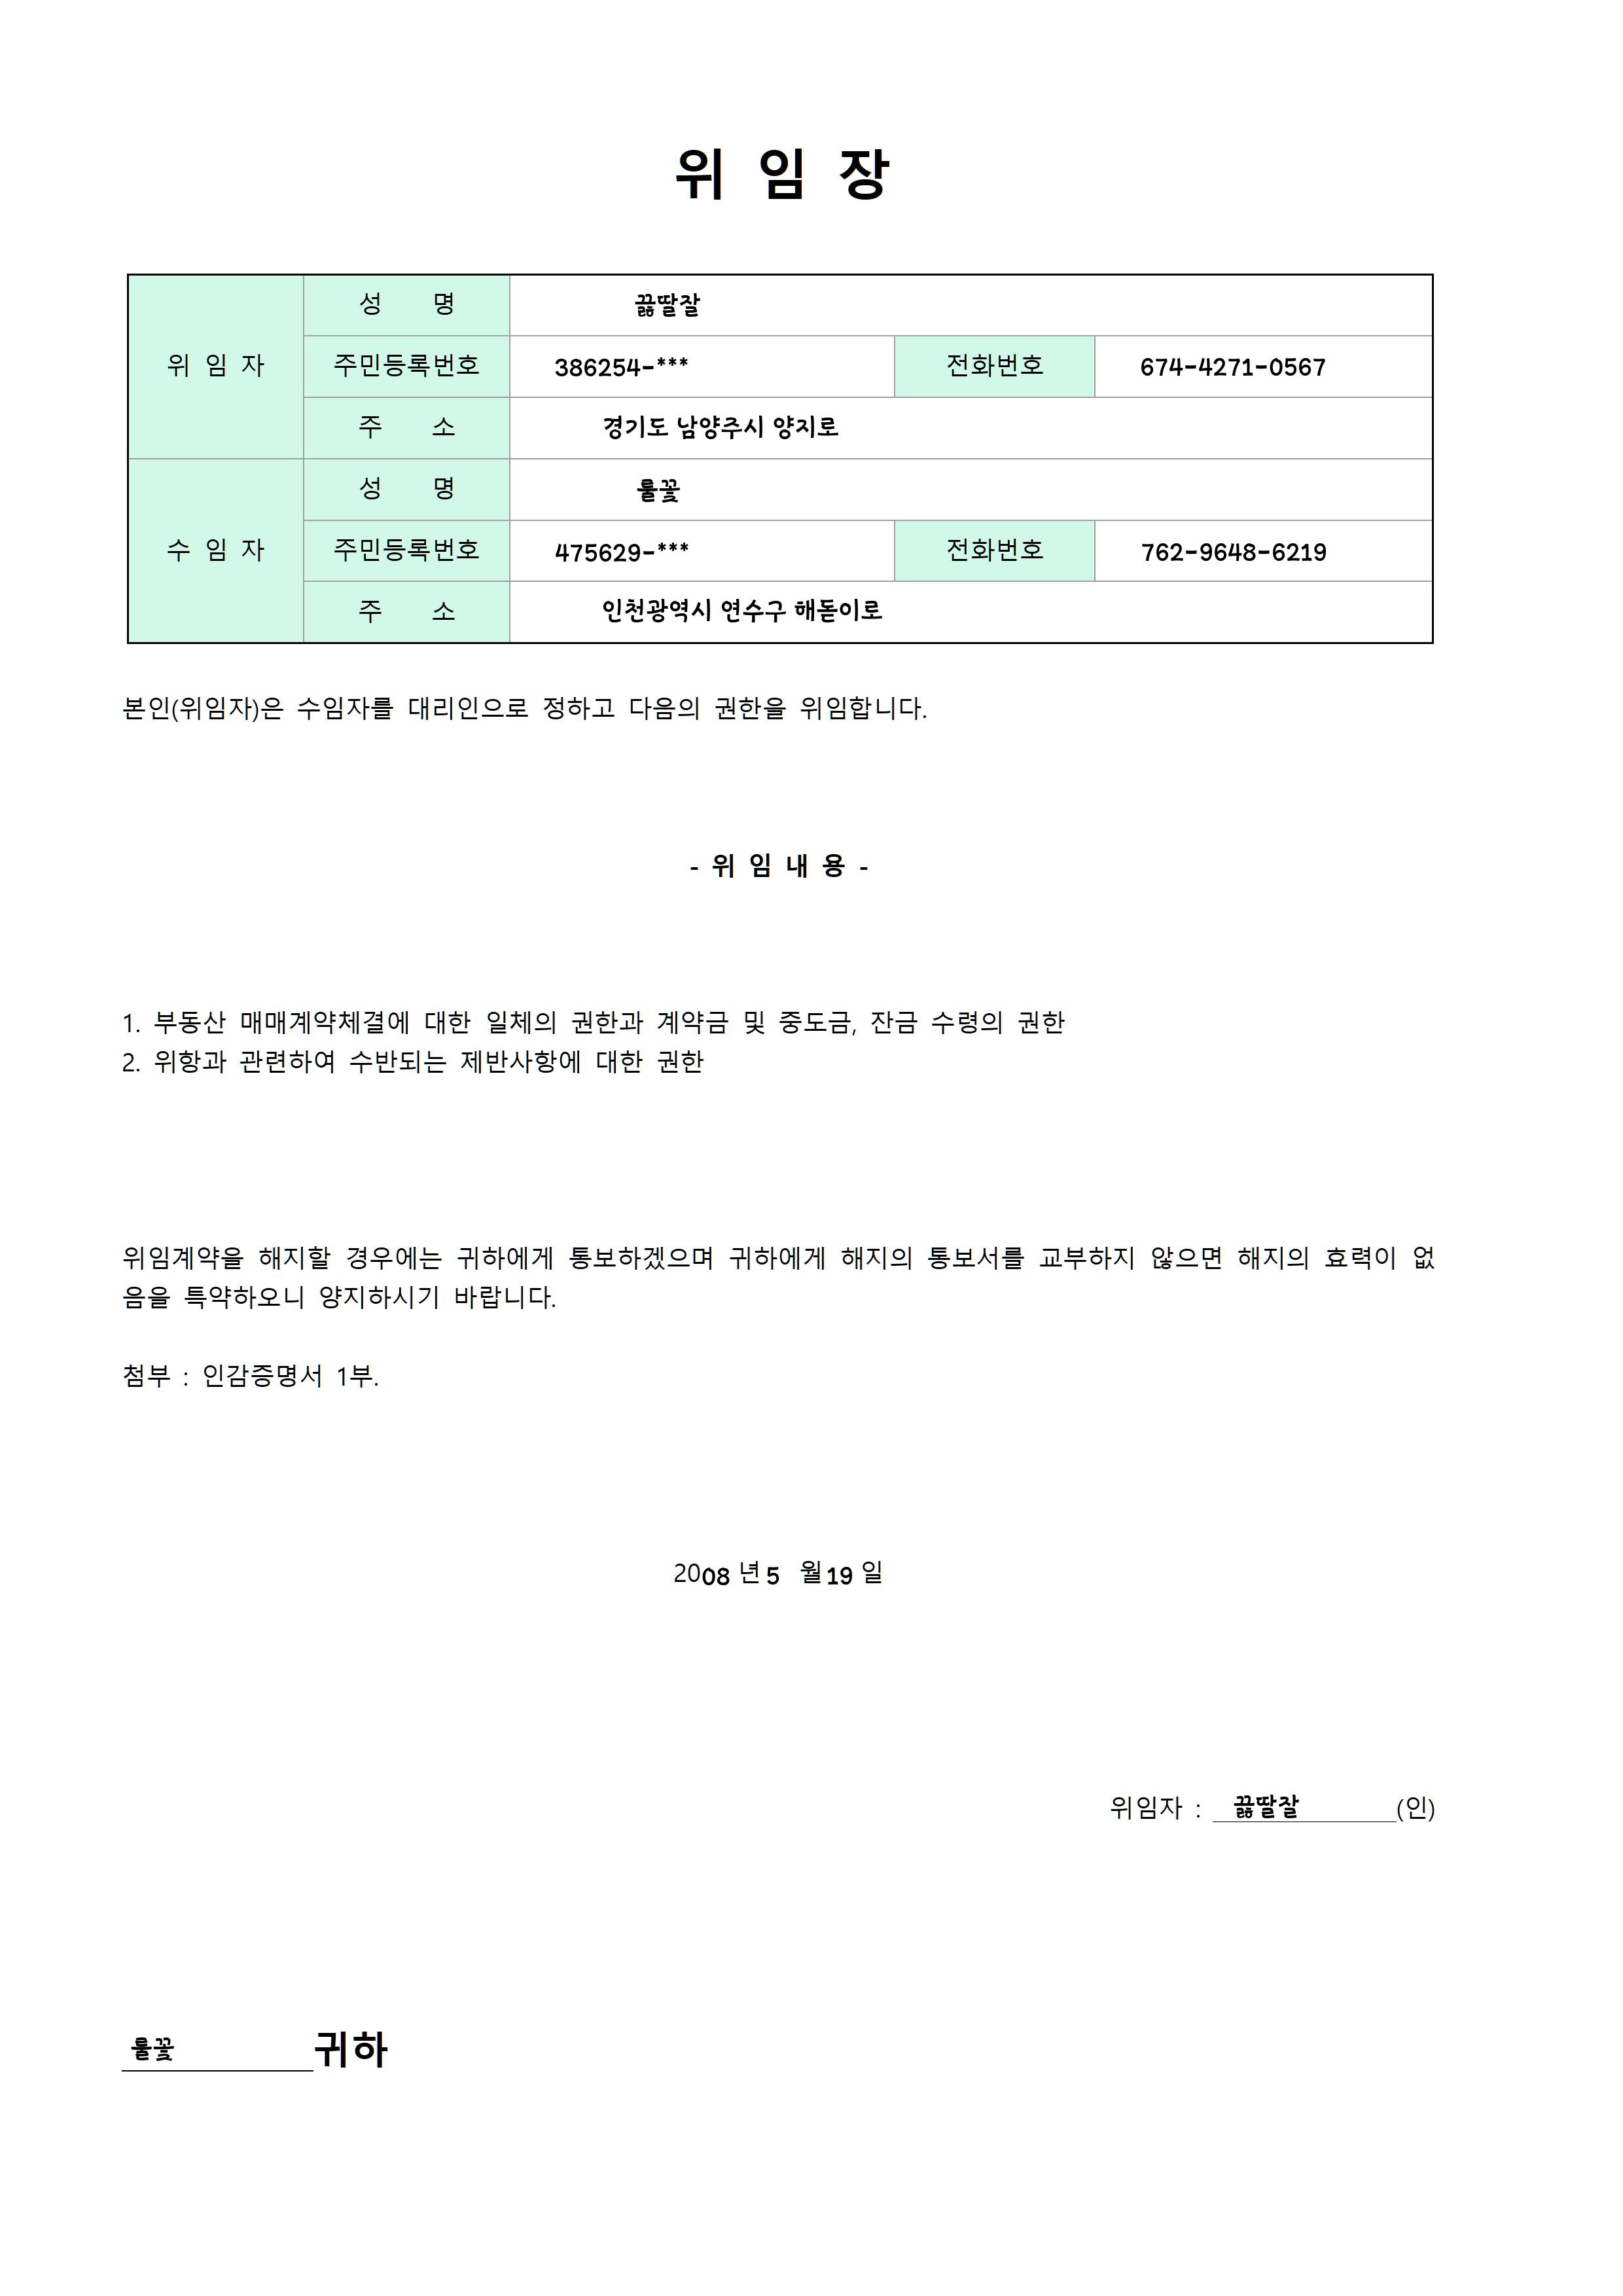 위 임 장
위 임 자
성 명 끓딸잘
주민등록번호 386254-*** 전화번호 674-4271-0567
주 소 경기도 남양주시 양지로
수 임 자
성 명 룰꽃
주민등록번호 475629-*** 전화번호 762-9648-6219
주 소 인천광역시 연수구 해돋이로
본인(위임자)은 수임자를 대리인으로 정하고 다음의 권한을 위임합니다.
- 위 임 내 용 -
1. 부동산 매매계약체결에 대한 일체의 권한과 계약금 및 중도금, 잔금 수령의 권한
2. 위항과 관련하여 수반되는 제반사항에 대한 권한
위임계약을 해지할 경우에는 귀하에게 통보하겠으며 귀하에게 해지의 통보서를 교부하지 않으면 해지의 효력이 없
음을 특약하오니 양지하시기 바랍니다.
첨부 : 인감증명서 1부.
2008 년 5 월 19 일
위임자 : 끓딸잘 (인)
룰꽃 귀하